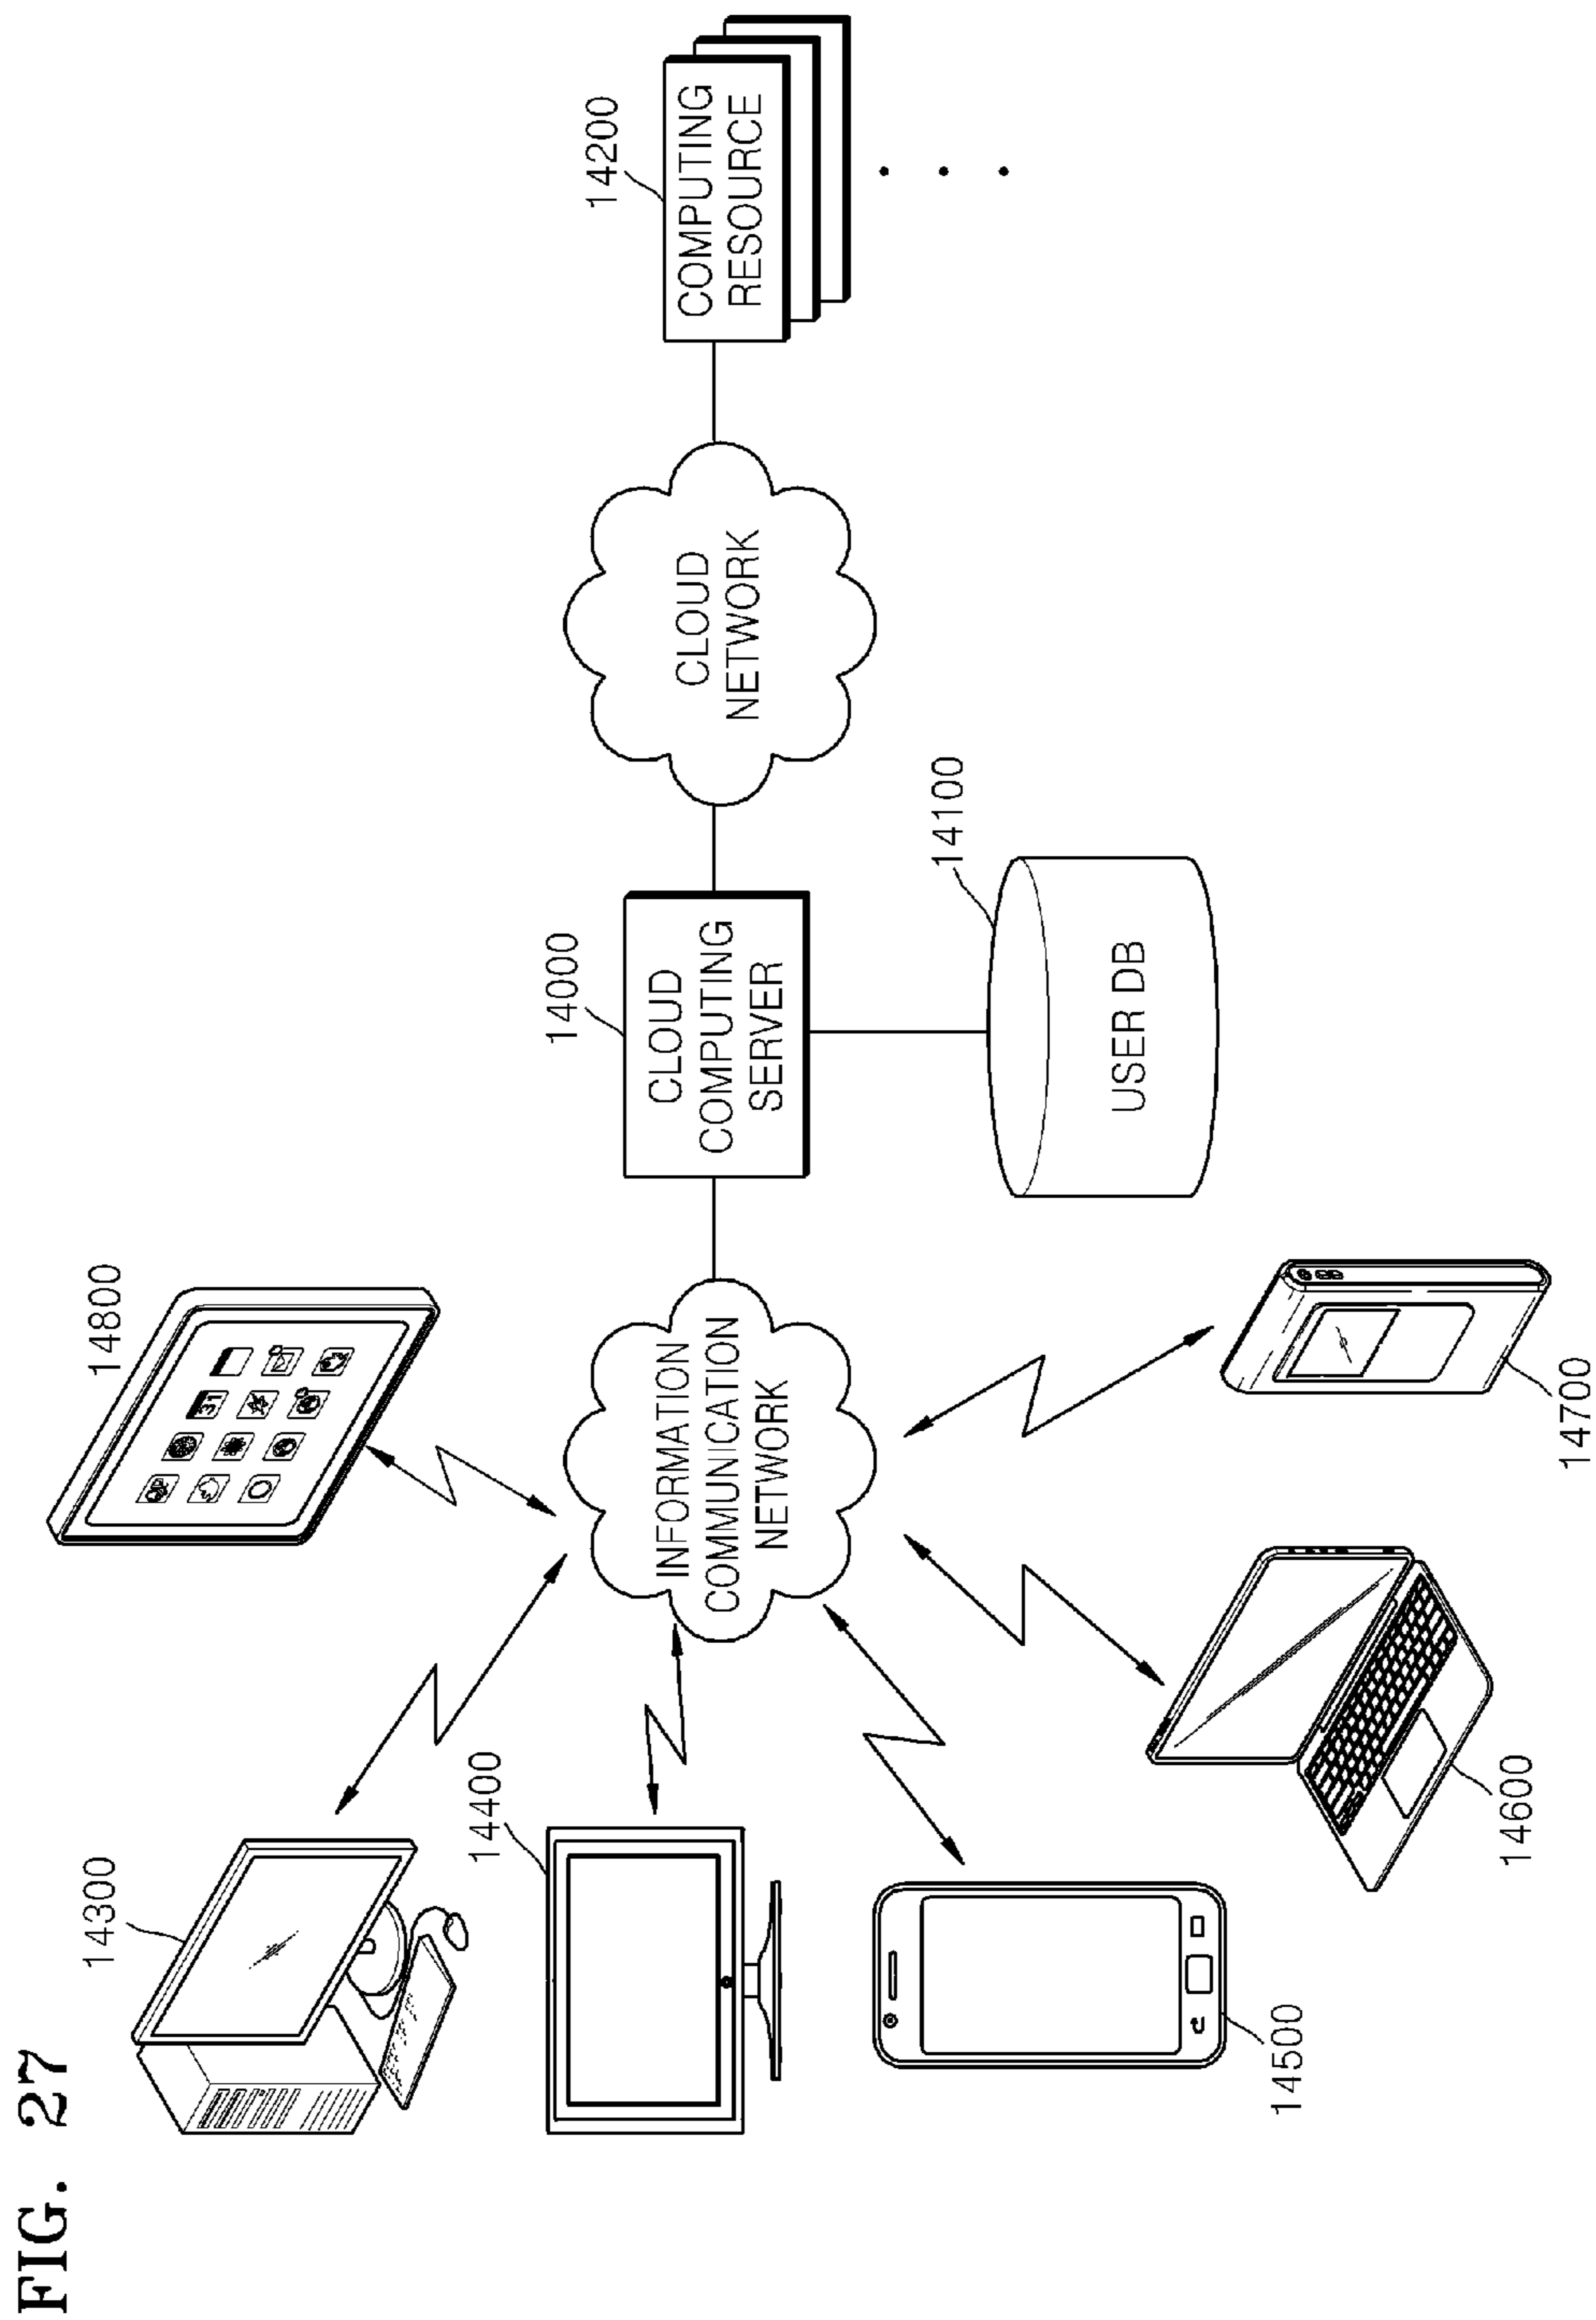 FIG. 27
14800
14300
14400
14500
14600
14700
31
INFORMATION
COMMUNICATION
NETWORK
14000
CLOUD
COMPUTING
SERVER
14100
USER DB
CLOUD
NETWORK
14200
COMPUTING
RESOURCE